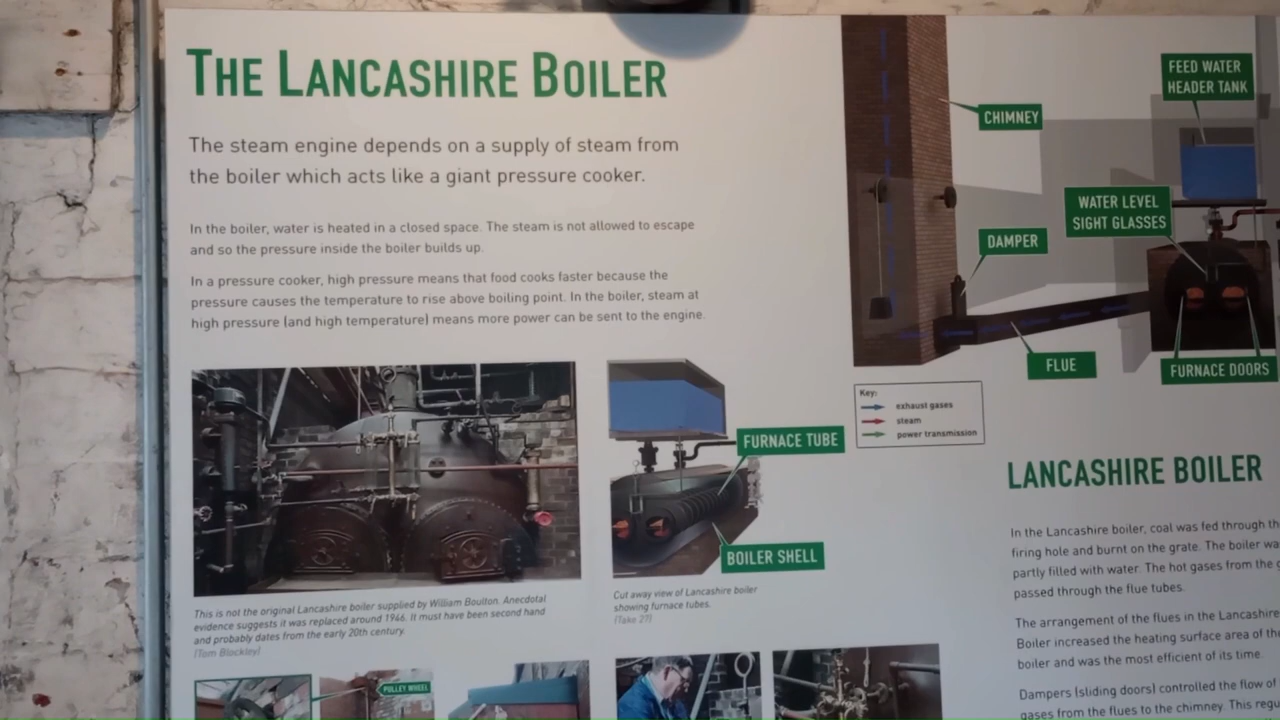 THE LANCASHIRE BOILER
The steam engine depends on a supply of steam from
the boiler which acts like a giant pressure cooker.
In the boiler, water is heated in a closed space. The steam is not allowed to escape
and so the pressure inside the boiler builds up.
In a pressure cooker, high pressure means that food cooks faster because the
pressure causes the temperature to rise above boiling point. In the boiler, steam at
high pressure (and high temperature) means more power can be sent to the engine.
FURNACE TUBE
BOILER SHELL
This is not the original Lancashire boiler supplied by William Boulton. Anecdotal
evidence suggests it was replaced around 1946. It must have been second hand
and probably dates from the early 20th century.
(Tom Blockley)
Cut away view of Lancashire boiler
showing furnace tubes.
(Take 27)
PULLEY WHEEL
CHIMNEY
FEED WATER
HEADER TANK
WATER LEVEL
SIGHT GLASSES
DAMPER
FLUE
FURNACE DOORS
Key:
exhaust gases
steam
power transmission
LANCASHIRE BOILER
In the Lancashire boiler, coal was fed through
firing hole and burnt on the grate. The boiler
partly filled with water. The hot gases from the
passed through the flue tubes.
The arrangement of the flues in the Lancashire
Boiler increased the heating surface area of
boiler and was the most efficient of its time.
Dampers (sliding doors) controlled the flow of
gases from the flues to the chimney. This